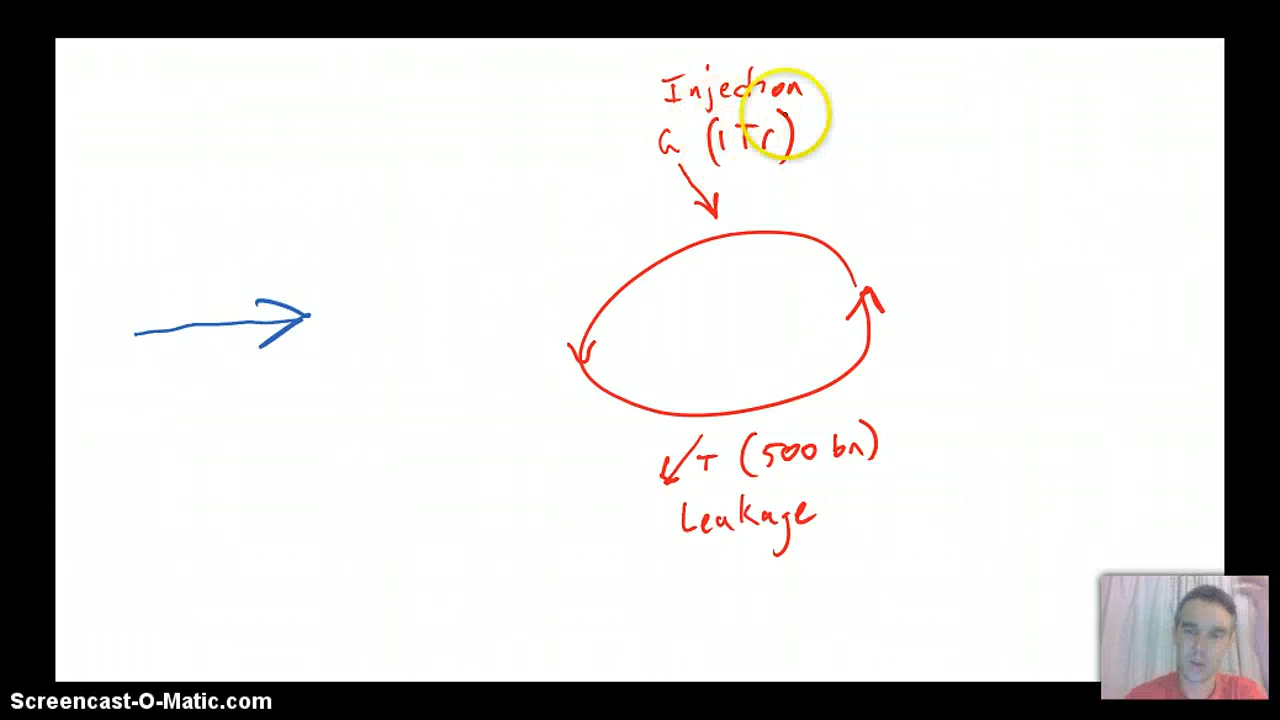 Injection
G (1Tr)
T (500 bn)
Leakage
Screencast-O-Matic.com